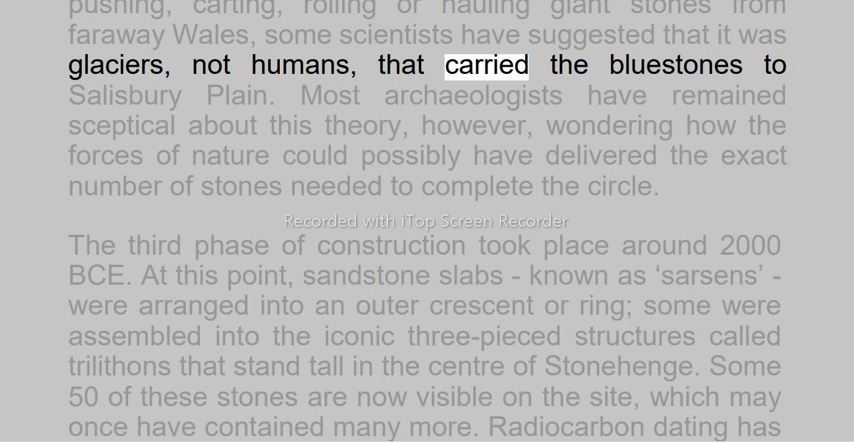 pushing, carting, rolling or hauling giant stones from
faraway Wales, some scientists have suggested that it was
glaciers, not humans, that carried the bluestones to
Salisbury Plain. Most archaeologists have remained
sceptical about this theory, however, wondering how the
forces of nature could possibly have delivered the exact
number of stones needed to complete the circle.
Recorded with iTop Screen Recorder
The third phase of construction took place around 2000
BCE. At this point, sandstone slabs - known as ‘sarsens’ -
were arranged into an outer crescent or ring; some were
assembled into the iconic three-pieced structures called
trilithons that stand tall in the centre of Stonehenge. Some
50 of these stones are now visible on the site, which may
once have contained many more. Radiocarbon dating has